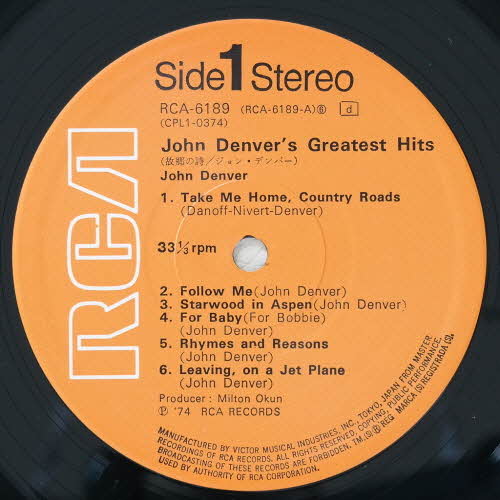 RCA
Side 1 Stereo
RCA-6189 (RCA-6189-A)⑥ d
(CPL1-0374)
John Denver's Greatest Hits
(故郷の詩/ジョン・デンバー)
John Denver
1. Take Me Home, Country Roads
(Danoff-Nivert-Denver)
33⅓ rpm
2. Follow Me (John Denver)
3. Starwood in Aspen (John Denver)
4. For Baby (For Bobbie)
(John Denver)
5. Rhymes and Reasons
(John Denver)
6. Leaving, on a Jet Plane
(John Denver)
Producer : Milton Okun
Ⓟ '74 RCA RECORDS
MANUFACTURED BY VICTOR MUSICAL INDUSTRIES, INC. TOKYO, JAPAN FROM MASTER
RECORDINGS OF RCA RECORDS. ALL RIGHTS RESERVED. COPYING, PUBLIC PERFORMANCE,
BROADCASTING OF THESE RECORDS ARE FORBIDDEN. TM(S)® REG MARCA(S) REGISTRADA(S).
USED BY AUTHORITY OF RCA CORPORATION.